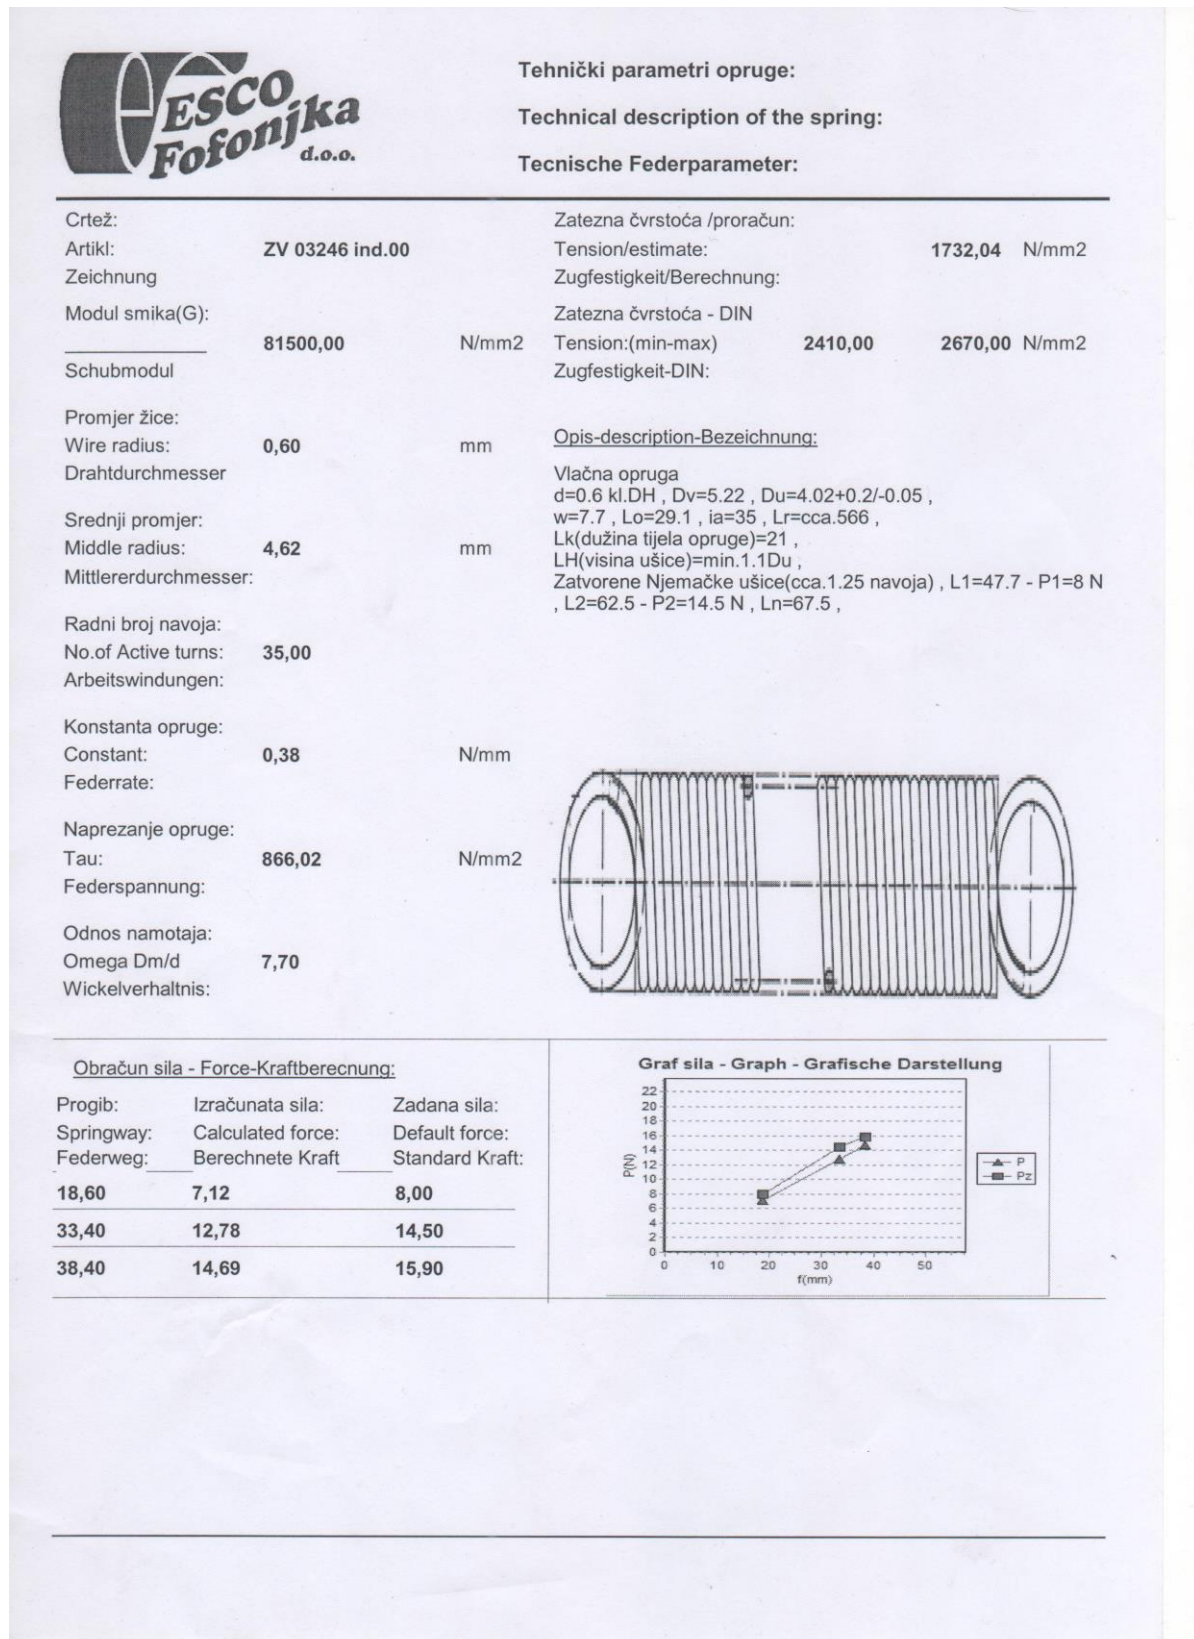 ESCO
Fofonjka
d.o.o.
Tehnički parametri opruge:
Technical description of the spring:
Tecnische Federparameter:
Crtež:
Artikl: ZV 03246 ind.00
Zeichnung
Modul smika(G):
81500,00 N/mm2
Schubmodul
Promjer žice:
Wire radius: 0,60 mm
Drahtdurchmesser
Srednji promjer:
Middle radius: 4,62 mm
Mittlererdurchmesser:
Radni broj navoja:
No.of Active turns: 35,00
Arbeitswindungen:
Konstanta opruge:
Constant: 0,38 N/mm
Federrate:
Naprezanje opruge:
Tau: 866,02 N/mm2
Federspannung:
Odnos namotaja:
Omega Dm/d 7,70
Wickelverhaltnis:
Zatezna čvrstoća /proračun:
Tension/estimate: 1732,04 N/mm2
Zugfestigkeit/Berechnung:
Zatezna čvrstoća - DIN
Tension:(min-max) 2410,00 2670,00 N/mm2
Zugfestigkeit-DIN:
Opis-description-Bezeichnung:
Vlačna opruga
d=0.6 kl.DH , Dv=5.22 , Du=4.02+0.2/-0.05 ,
w=7.7 , Lo=29.1 , ia=35 , Lr=cca.566 ,
Lk(dužina tijela opruge)=21 ,
LH(visina ušice)=min.1.1Du ,
Zatvorene Njemačke ušice(cca.1.25 navoja) , L1=47.7 - P1=8 N
, L2=62.5 - P2=14.5 N , Ln=67.5 ,
Obračun sila - Force-Kraftberecnung:
Progib: Izračunata sila: Zadana sila:
Springway: Calculated force: Default force:
Federweg: Berechnete Kraft Standard Kraft:
18,60 7,12 8,00
33,40 12,78 14,50
38,40 14,69 15,90
Graf sila - Graph - Grafische Darstellung
22
20
18
16
14
12
10
8
6
4
2
0
P(N)
0 10 20 30 40 50
f(mm)
P
Pz